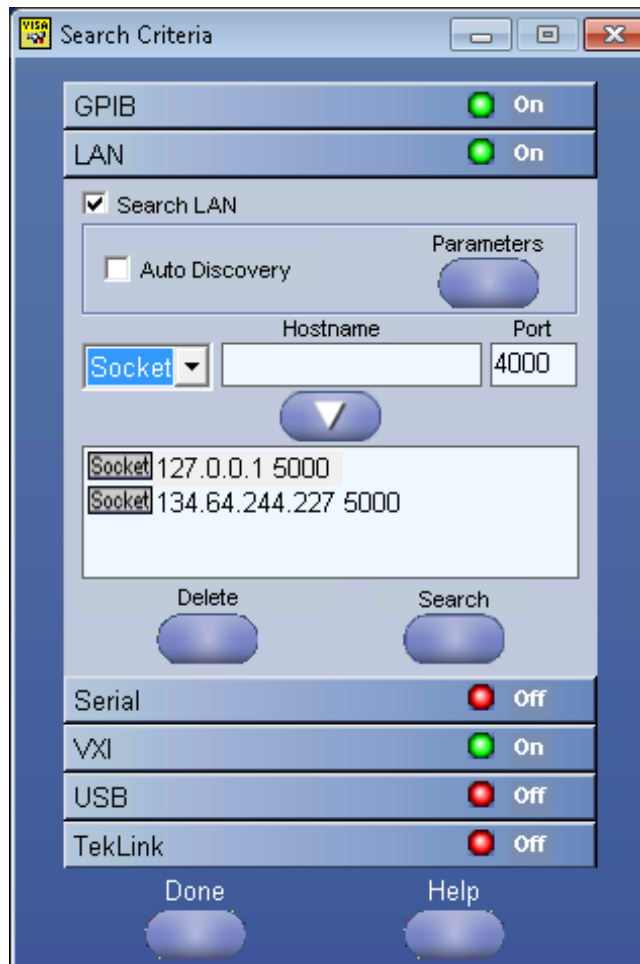 VISA
Search Criteria
GPIB On
LAN On
Search LAN
Parameters
Auto Discovery
Hostname Port
Socket 4000
Socket 127.0.0.1 5000
Socket 134.64.244.227 5000
Delete Search
Serial Off
VXI On
USB Off
TekLink Off
Done Help